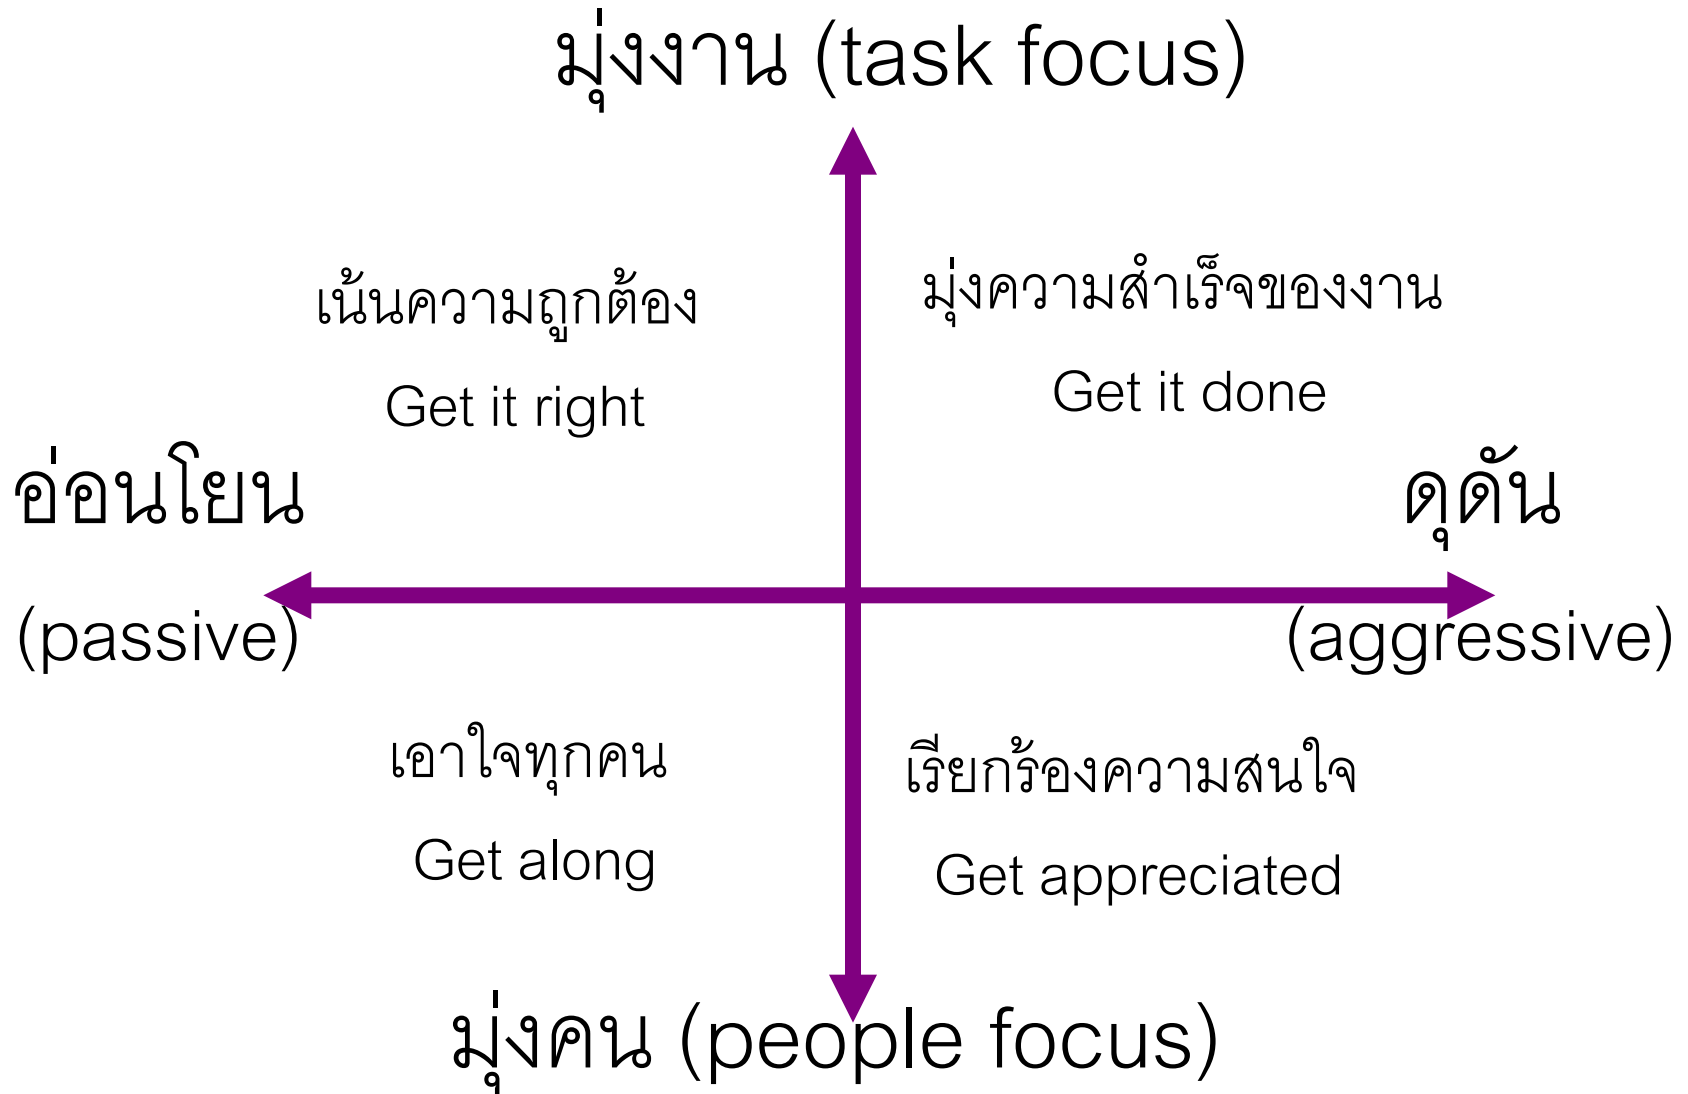 มุ่งงาน (task focus)
เน้นความถูกต้อง
Get it right
มุ่งความสำเร็จของงาน
Get it done
อ่อนโยน
(passive)
ดุดัน
(aggressive)
เอาใจทุกคน
Get along
เรียกร้องความสนใจ
Get appreciated
มุ่งคน (people focus)